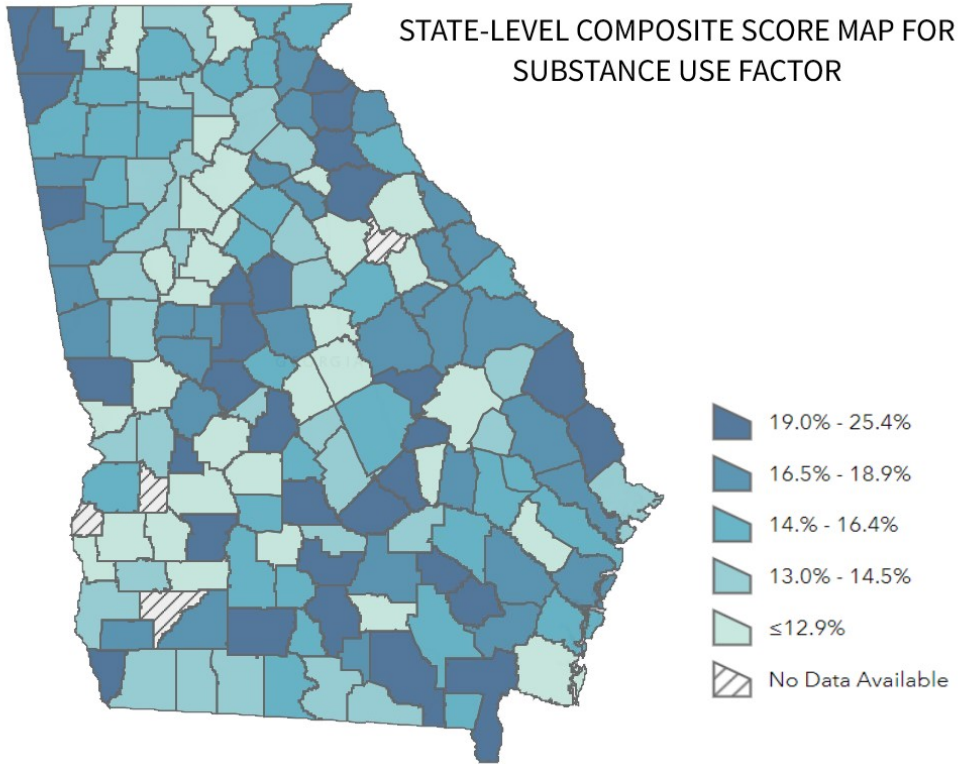 STATE-LEVEL COMPOSITE SCORE MAP FOR
SUBSTANCE USE FACTOR
19.0% - 25.4%
16.5% - 18.9%
14.% - 16.4%
13.0% - 14.5%
≤12.9%
No Data Available